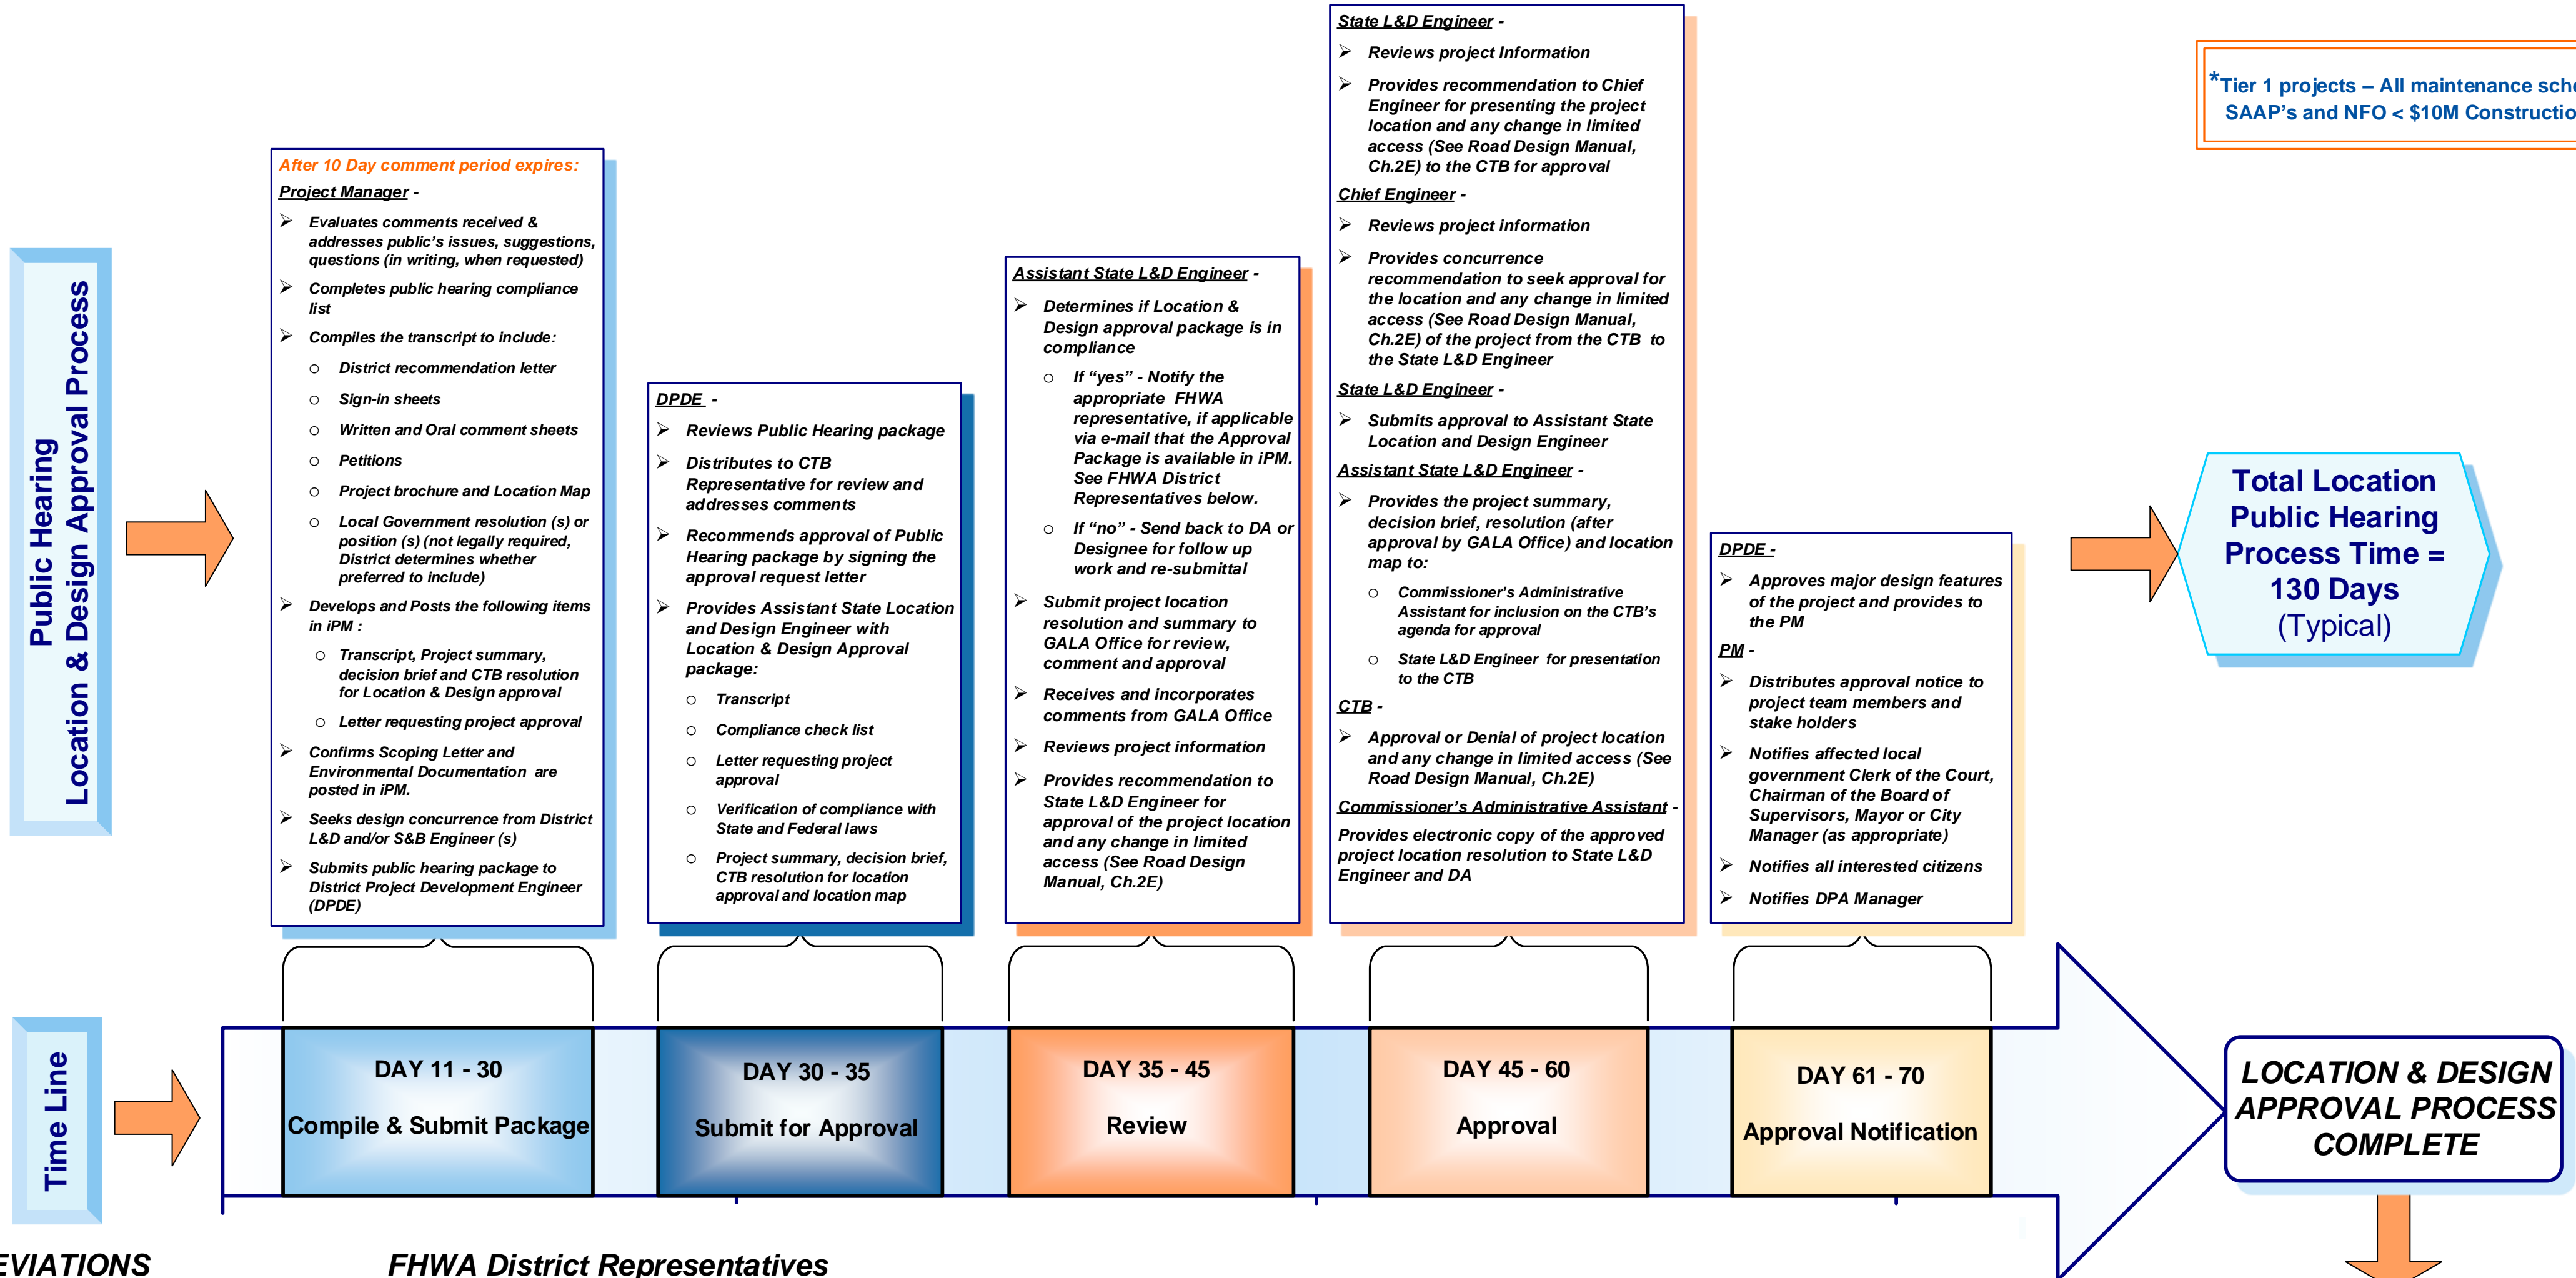 *Tier 1 projects – All maintenance
SAAP's and NFO < $10M
Public Hearing
Location & Design Approval Process
After 10 Day comment period expires:
Project Manager -
➢ Evaluates comments received &
addresses public's issues, suggestions,
questions (in writing, when requested)
➢ Completes public hearing compliance
list
➢ Compiles the transcript to include:
o District recommendation letter
o Sign-in sheets
o Written and Oral comment sheets
o Petitions
o Project brochure and Location Map
o Local Government resolution (s) or
position (s) (not legally required,
District determines whether
preferred to include)
➢ Develops and Posts the following items
in iPM :
o Transcript, Project summary,
decision brief and CTB resolution
for Location & Design approval
o Letter requesting project approval
➢ Confirms Scoping Letter and
Environmental Documentation are
posted in iPM.
➢ Seeks design concurrence from District
L&D and/or S&B Engineer (s)
➢ Submits public hearing package to
District Project Development Engineer
(DPDE)
DPDE -
➢ Reviews Public Hearing package
➢ Distributes to CTB
Representative for review and
addresses comments
➢ Recommends approval of Public
Hearing package by signing the
approval request letter
➢ Provides Assistant State Location
and Design Engineer with
Location & Design Approval
package:
o Transcript
o Compliance check list
o Letter requesting project
approval
o Verification of compliance with
State and Federal laws
o Project summary, decision brief,
CTB resolution for location
approval and location map
Assistant State L&D Engineer -
➢ Determines if Location &
Design approval package is in
compliance
o If “yes” - Notify the
appropriate FHWA
representative, if applicable
via e-mail that the Approval
Package is available in iPM.
See FHWA District
Representatives below.
o If “no” - Send back to DA or
Designee for follow up
work and re-submittal
➢ Submit project location
resolution and summary to
GALA Office for review,
comment and approval
➢ Receives and incorporates
comments from GALA Office
➢ Reviews project information
➢ Provides recommendation to
State L&D Engineer for
approval of the project location
and any change in limited
access (See Road Design
Manual, Ch.2E)
State L&D Engineer -
➢ Reviews project Information
➢ Provides recommendation to Chief
Engineer for presenting the project
location and any change in limited
access (See Road Design Manual,
Ch.2E) to the CTB for approval
Chief Engineer -
➢ Reviews project information
➢ Provides concurrence
recommendation to seek approval for
the location and any change in limited
access (See Road Design Manual,
Ch.2E) of the project from the CTB to
the State L&D Engineer
State L&D Engineer -
➢ Submits approval to Assistant State
Location and Design Engineer
Assistant State L&D Engineer -
➢ Provides the project summary,
decision brief, resolution (after
approval by GALA Office) and location
map to:
o Commissioner's Administrative
Assistant for inclusion on the CTB's
agenda for approval
o State L&D Engineer for presentation
to the CTB
CTB -
➢ Approval or Denial of project location
and any change in limited access (See
Road Design Manual, Ch.2E)
Commissioner's Administrative Assistant -
Provides electronic copy of the approved
project location resolution to State L&D
Engineer and DA
DPDE -
➢ Approves major design features
of the project and provides to
the PM
PM -
➢ Distributes approval notice to
project team members and
stake holders
➢ Notifies affected local
government Clerk of the Court,
Chairman of the Board of
Supervisors, Mayor or City
Manager (as appropriate)
➢ Notifies all interested citizens
➢ Notifies DPA Manager
Total Location
Public Hearing
Process Time =
130 Days
(Typical)
Time Line
DAY 11 - 30
Compile & Submit Package
DAY 30 - 35
Submit for Approval
DAY 35 - 45
Review
DAY 45 - 60
Approval
DAY 61 - 70
Approval Notification
LOCATION & DESIGN
APPROVAL PROCESS
COMPLETE
FHWA District Representatives